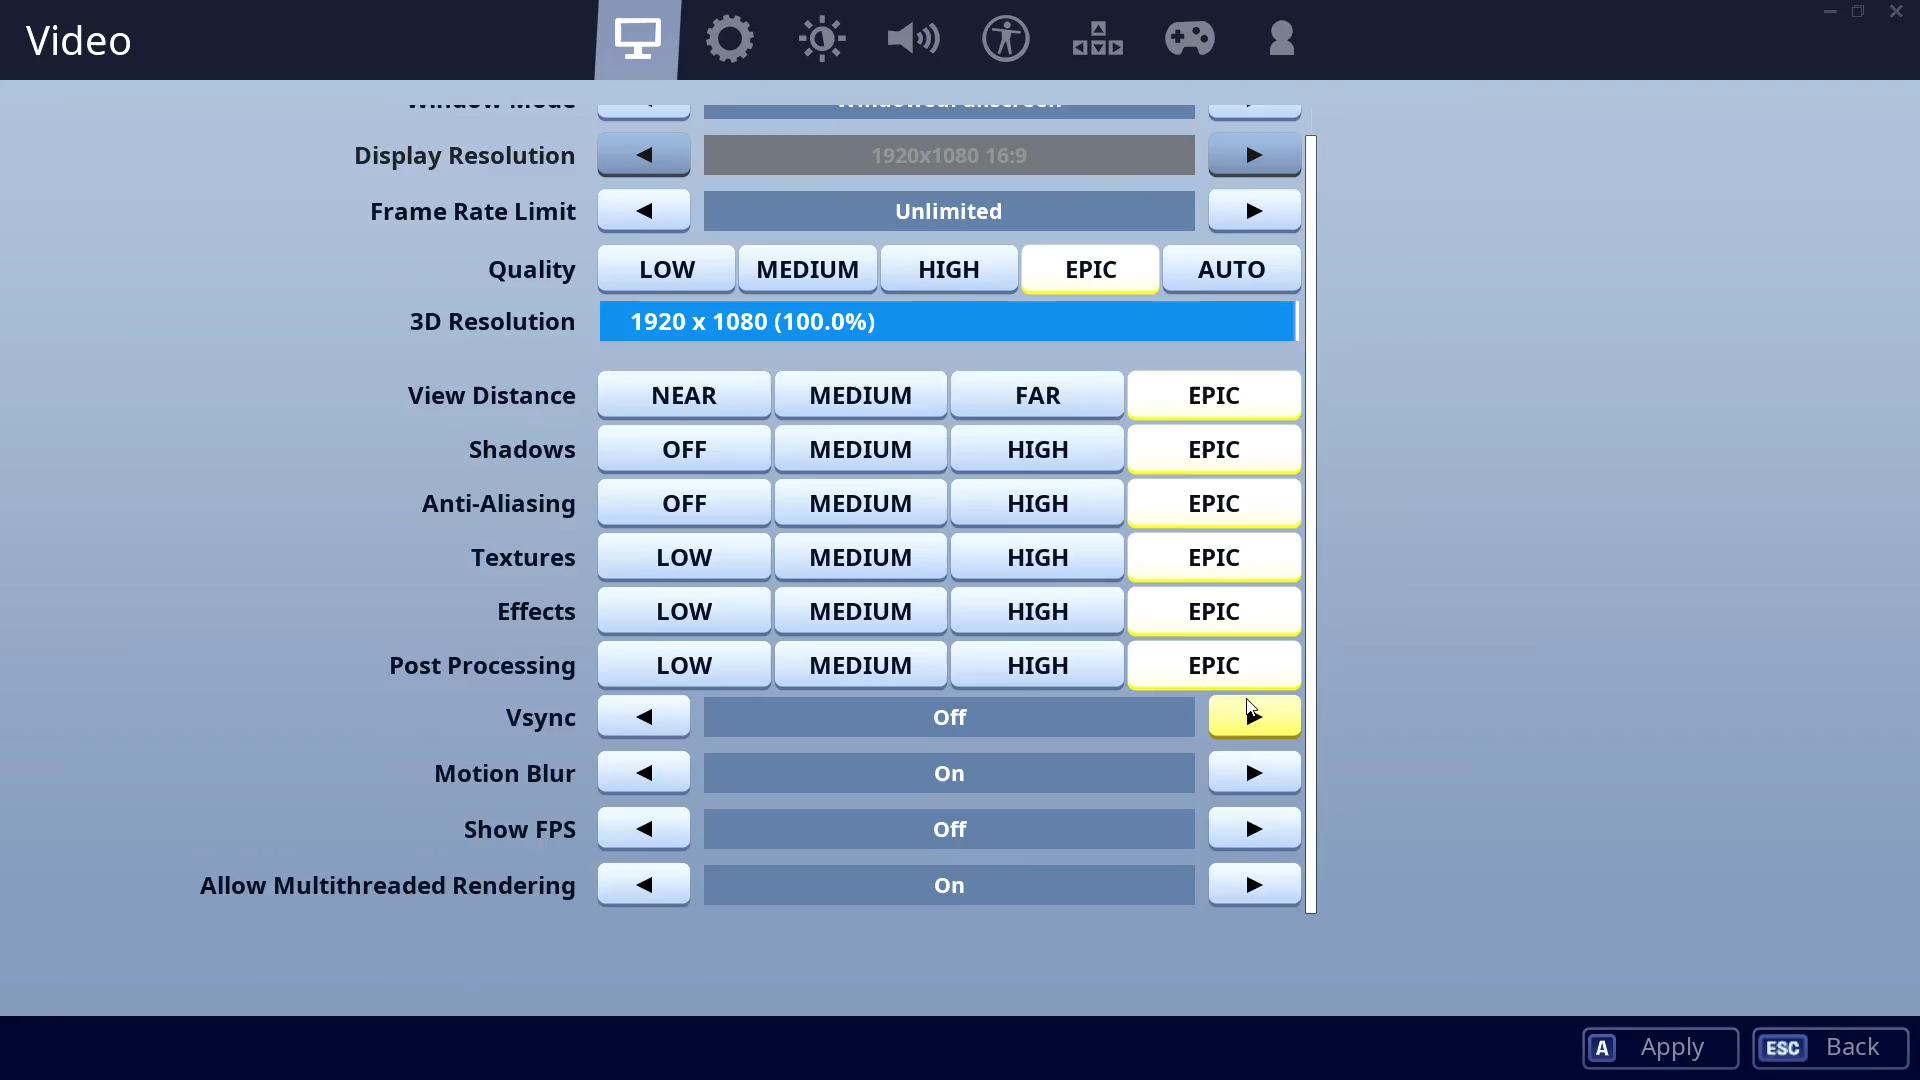 Video
Window Mode
Display Resolution 1920x1080 16:9
Frame Rate Limit Unlimited
Quality LOW MEDIUM HIGH EPIC AUTO
3D Resolution 1920 x 1080 (100.0%)
View Distance NEAR MEDIUM FAR EPIC
Shadows OFF MEDIUM HIGH EPIC
Anti-Aliasing OFF MEDIUM HIGH EPIC
Textures LOW MEDIUM HIGH EPIC
Effects LOW MEDIUM HIGH EPIC
Post Processing LOW MEDIUM HIGH EPIC
Vsync Off
Motion Blur On
Show FPS Off
Allow Multithreaded Rendering On
A Apply ESC Back